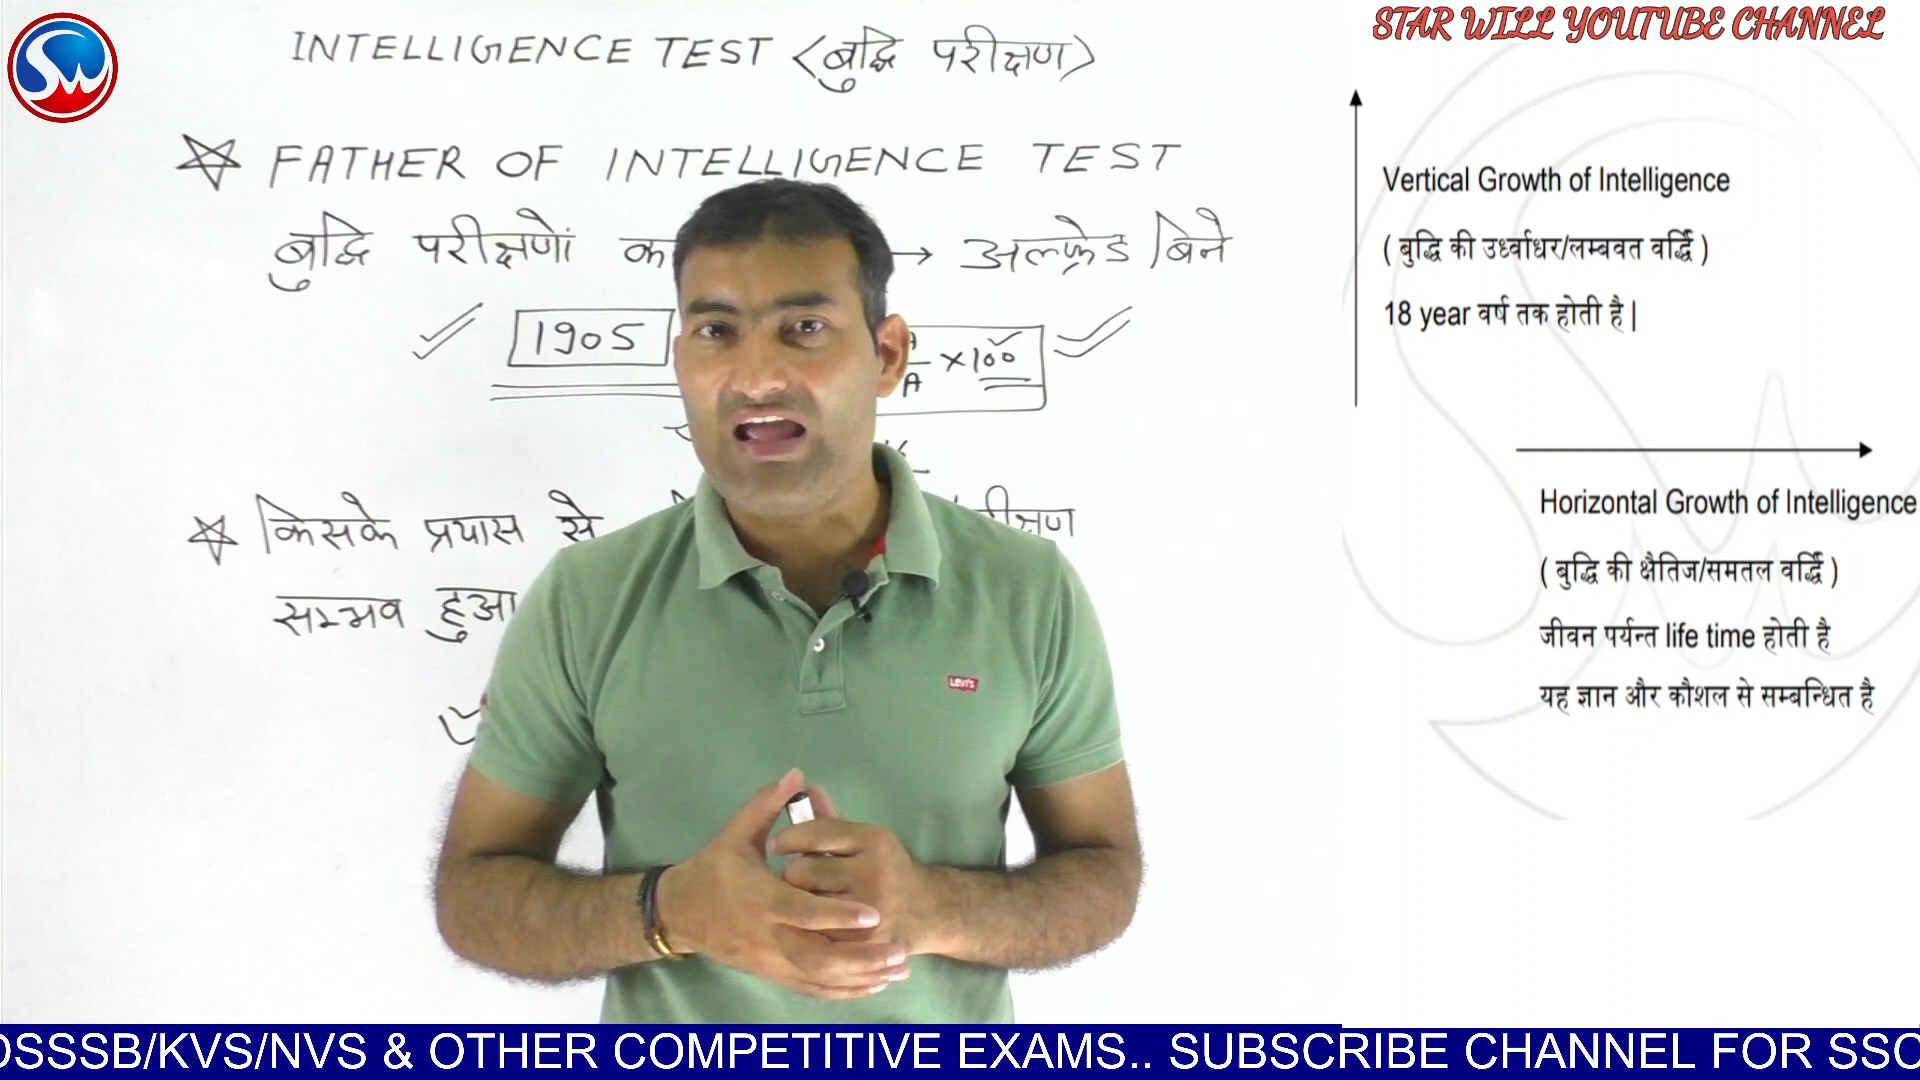 SW
STAR WILL YOUTUBE CHANNEL
INTELLIGENCE TEST (बुद्धि परीक्षण)
FATHER OF INTELLIGENCE TEST
बुद्धि परीक्षणों → अल्फ्रेड बिने
1905
A × 100
A
किसके प्रयास से
सम्भव हुआ
Levi's
Vertical Growth of Intelligence
( बुद्धि की उर्ध्वाधर/लम्बवत वर्द्धि )
18 year वर्ष तक होती है |
Horizontal Growth of Intelligence
( बुद्धि की क्षैतिज/समतल वर्द्धि )
जीवन पर्यन्त life time होती है
यह ज्ञान और कौशल से सम्बन्धित है
OSSSB/KVS/NVS & OTHER COMPETITIVE EXAMS.. SUBSCRIBE CHANNEL FOR SSC